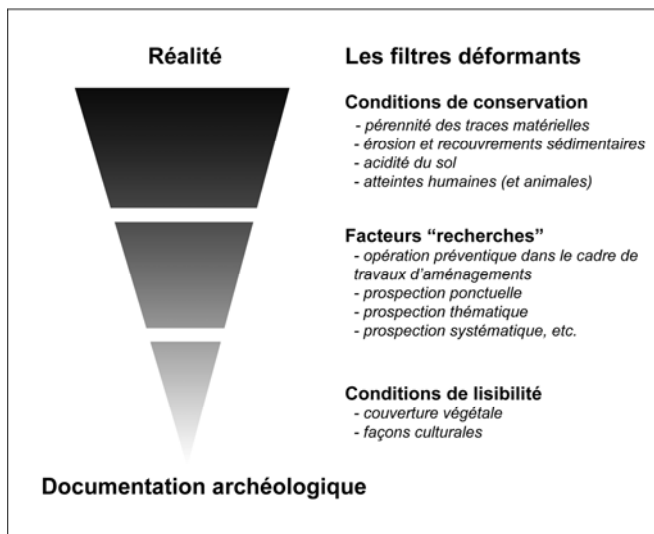 Réalité
Les filtres déformants
Conditions de conservation
- pérennité des traces matérielles
- érosion et recouvrements sédimentaires
- acidité du sol
- atteintes humaines (et animales)
Facteurs “recherches”
- opération préventique dans le cadre de
travaux d’aménagements
- prospection ponctuelle
- prospection thématique
- prospection systématique, etc.
Conditions de lisibilité
- couverture végétale
- façons culturales
Documentation archéologique